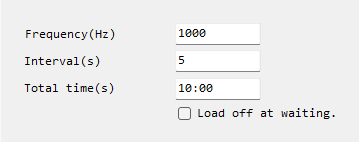 Frequency(Hz) 1000
Interval(s) 5
Total time(s) 10:00
Load off at waiting.